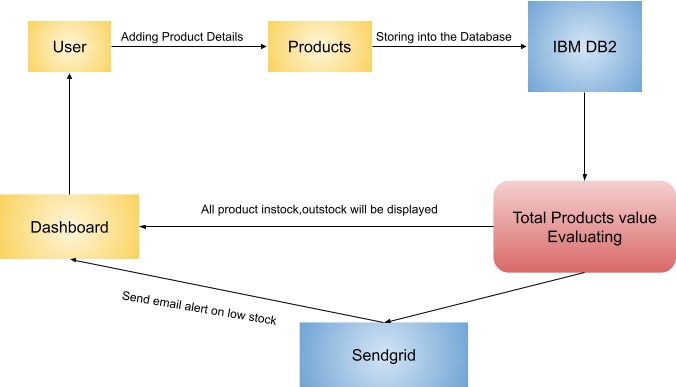 User
Adding Product Details
Products
Storing into the Database
IBM DB2
Dashboard
All product instock,outstock will be displayed
Total Products value
Evaluating
Send email alert on low stock
Sendgrid